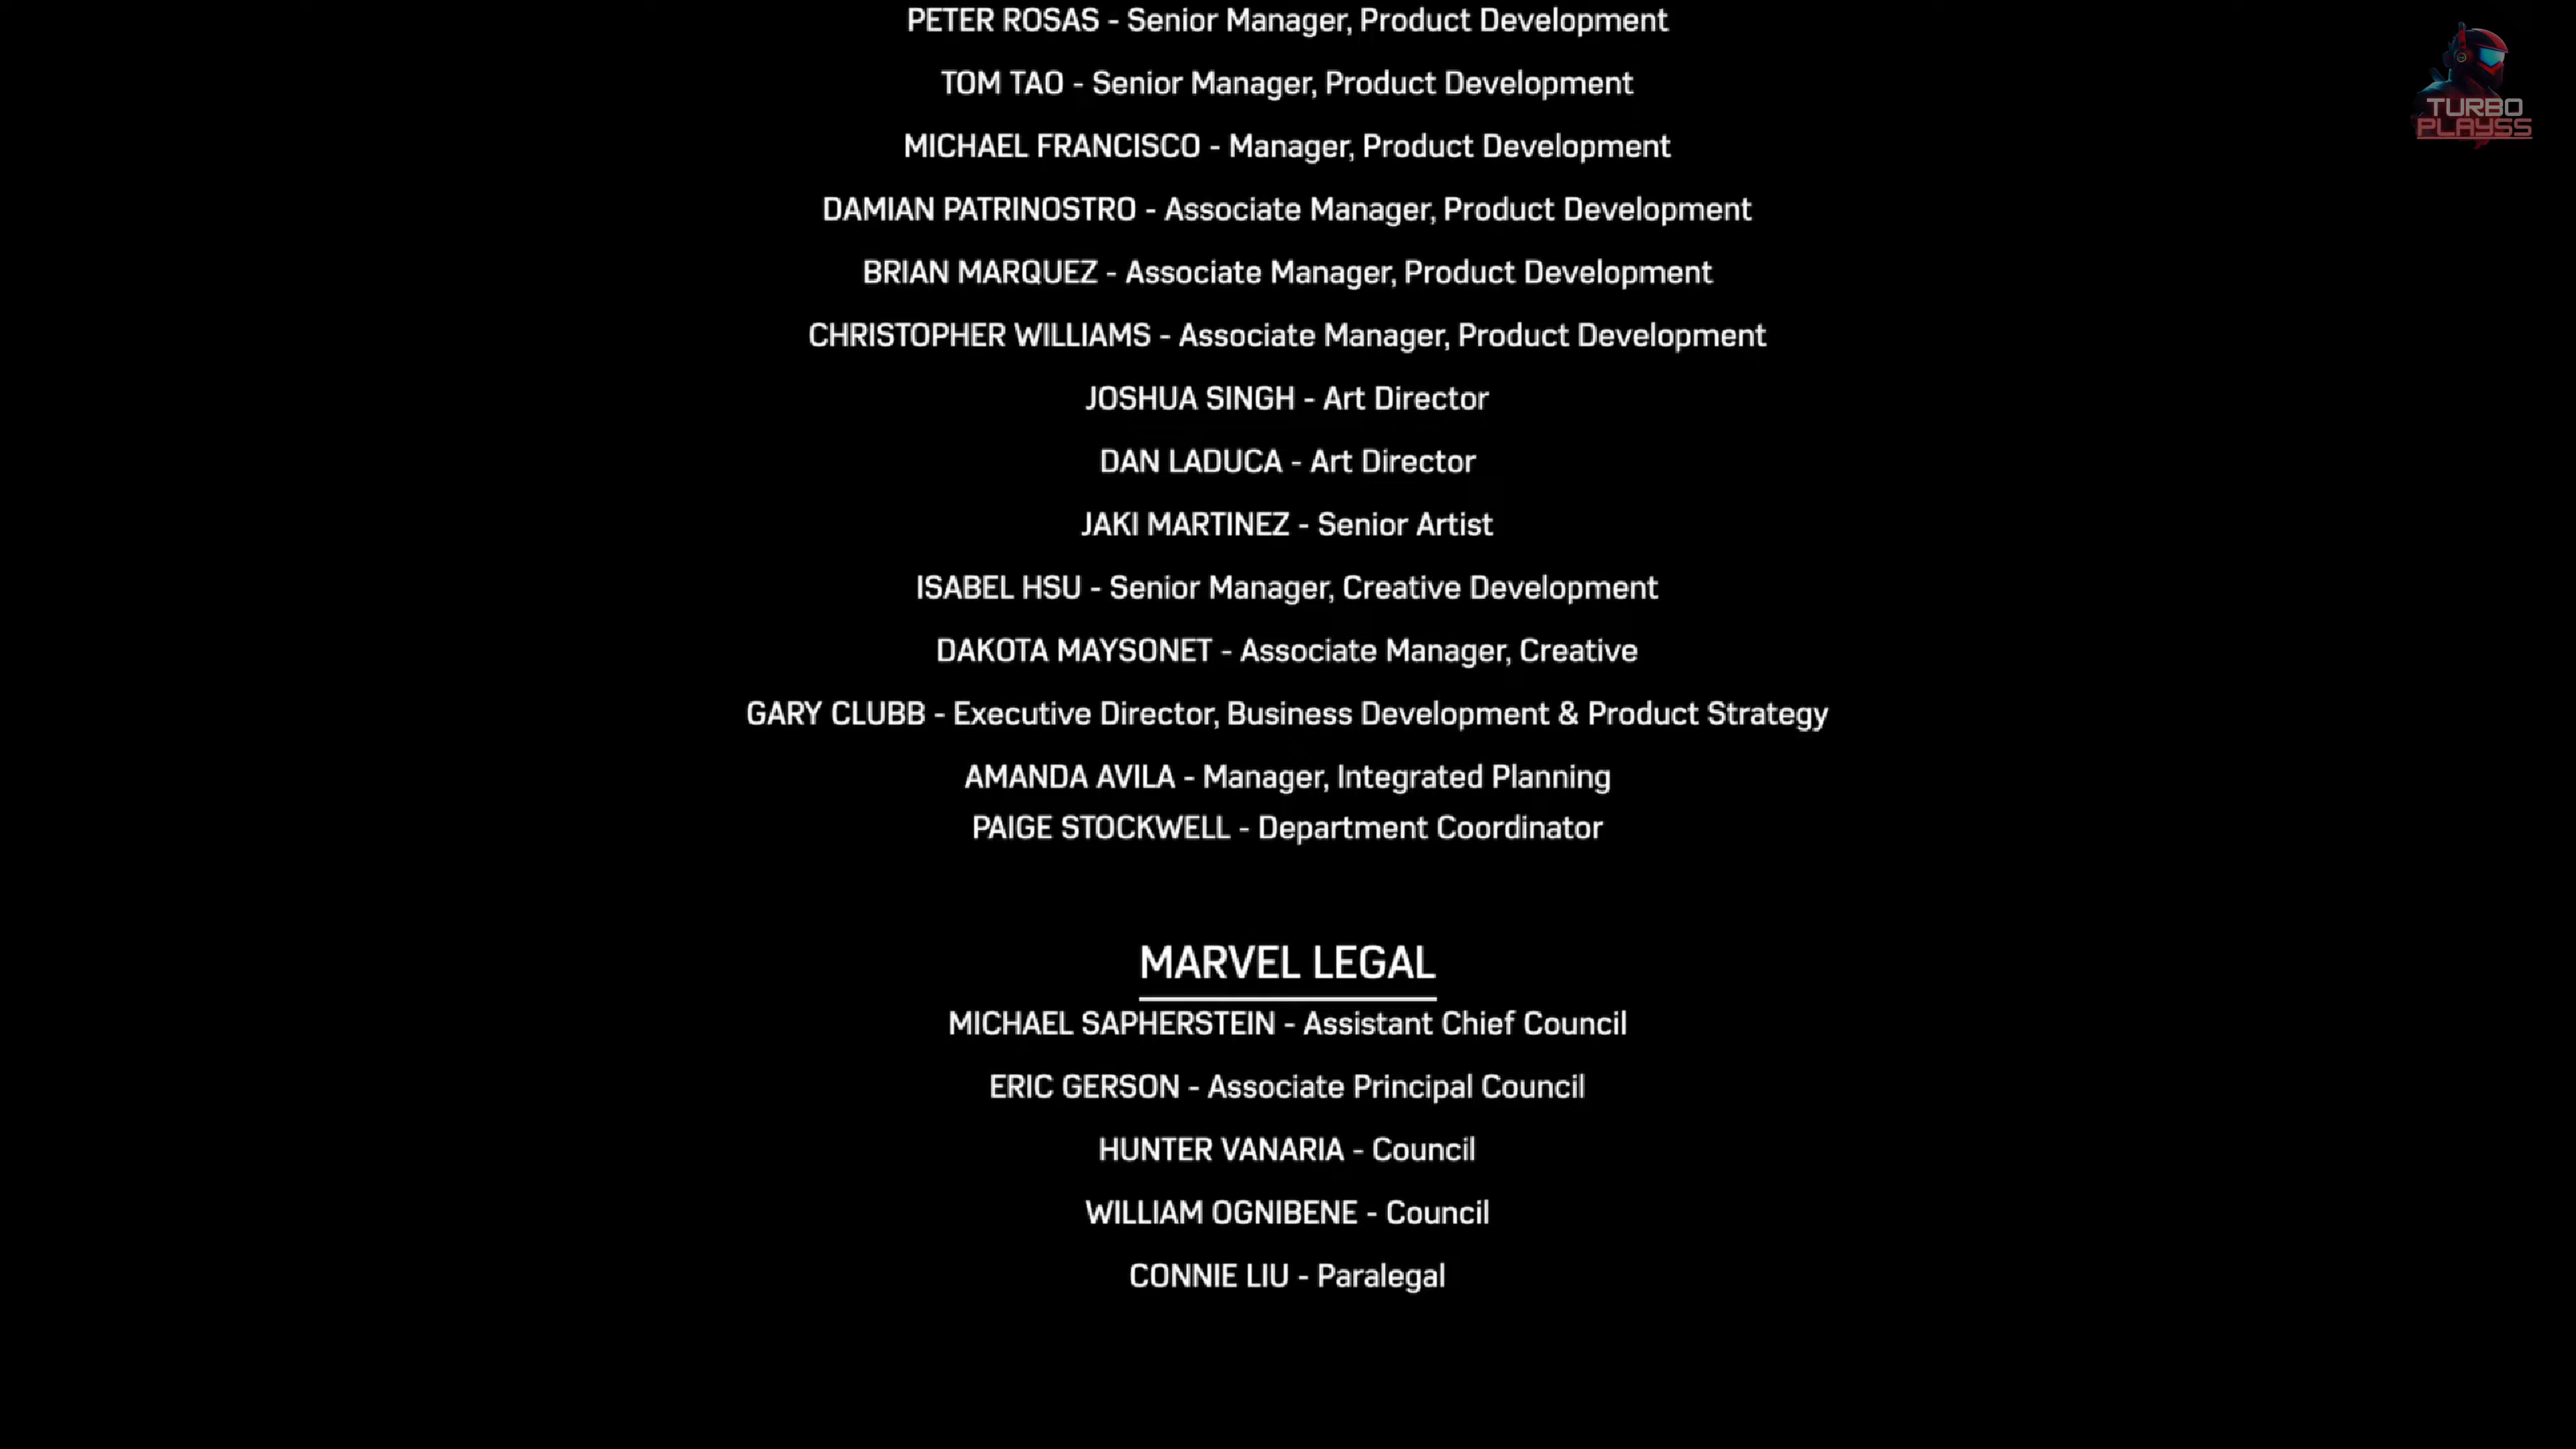 PETER ROSAS - Senior Manager, Product Development
TOM TAO - Senior Manager, Product Development
MICHAEL FRANCISCO - Manager, Product Development
DAMIAN PATRINOSTRO - Associate Manager, Product Development
BRIAN MARQUEZ - Associate Manager, Product Development
CHRISTOPHER WILLIAMS - Associate Manager, Product Development
JOSHUA SINGH - Art Director
DAN LADUCA - Art Director
JAKI MARTINEZ - Senior Artist
ISABEL HSU - Senior Manager, Creative Development
DAKOTA MAYSONET - Associate Manager, Creative
GARY CLUBB - Executive Director, Business Development & Product Strategy
AMANDA AVILA - Manager, Integrated Planning
PAIGE STOCKWELL - Department Coordinator
MARVEL LEGAL
MICHAEL SAPHERSTEIN - Assistant Chief Council
ERIC GERSON - Associate Principal Council
HUNTER VANARIA - Council
WILLIAM OGNIBENE - Council
CONNIE LIU - Paralegal
TURBO
PLAYSS